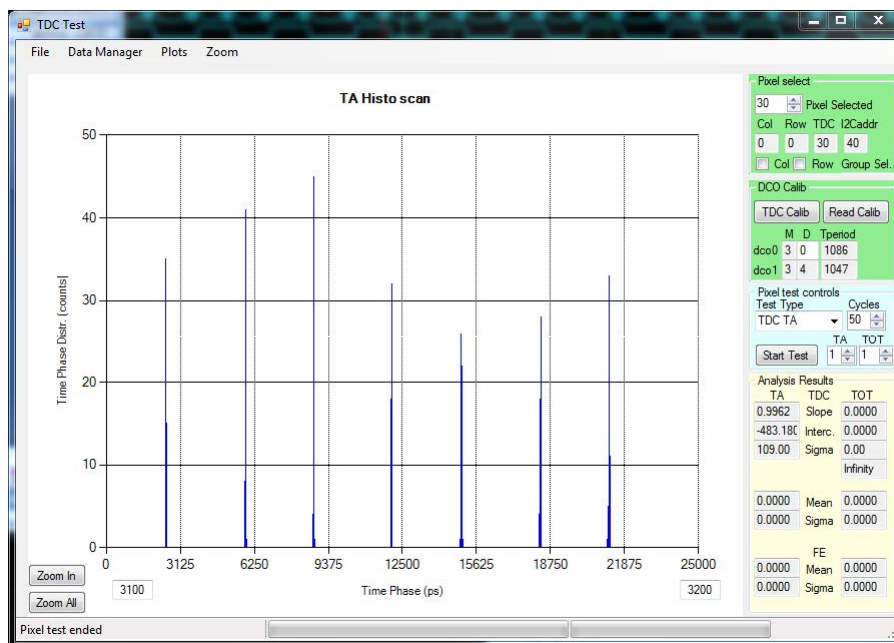 TDC Test
File Data Manager Plots Zoom
TA Histo scan
Time Phase Distr. [counts]
50
40
30
20
10
0
0 3125 6250 9375 12500 15625 18750 21875 25000
Time Phase (ps)
Zoom In
Zoom All
3100
3200
Pixel test ended
Pixel select
30 Pixel Selected
Col Row TDC I2Caddr
0 0 30 40
Col Row Group Sel.
DCO Calib
TDC Calib Read Calib
M D Tperiod
dco0 3 0 1086
dco1 3 4 1047
Pixel test controls
Test Type Cycles
TDC TA 50
TA TOT
Start Test 1 1
Analysis Results
TA TDC TOT
0.9962 Slope 0.0000
-483.180 Interc. 0.0000
109.00 Sigma 0.00
Infinity
0.0000 Mean 0.0000
0.0000 Sigma 0.0000
FE
0.0000 Mean 0.0000
0.0000 Sigma 0.0000